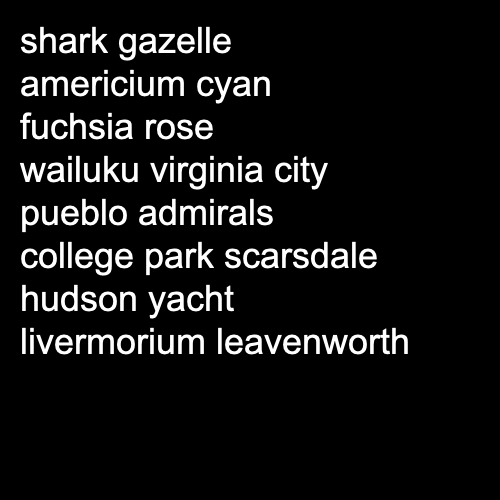 shark gazelle
americium cyan
fuchsia rose
wailuku virginia city
pueblo admirals
college park scarsdale
hudson yacht
livermorium leavenworth